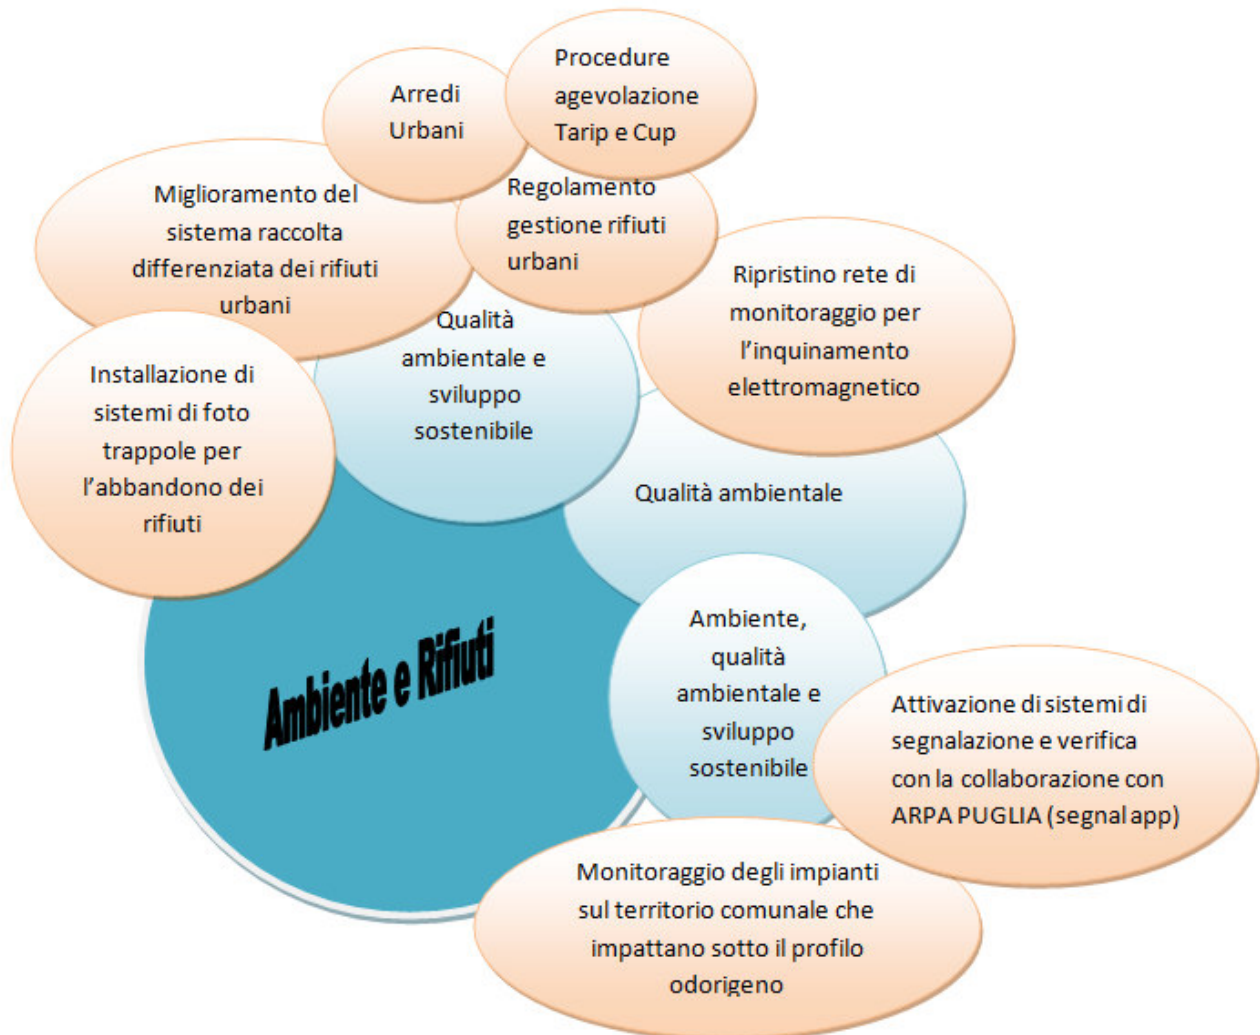 Procedure
agevolazione
Tarip e Cup
Arredi
Urbani
Miglioramento del
sistema raccolta
differenziata dei rifiuti
urbani
Regolamento
gestione rifiuti
urbani
Ripristino rete di
monitoraggio per
l'inquinamento
elettromagnetico
Installazione di
sistemi di foto
trappole per
l'abbandono dei
rifiuti
Qualità
ambientale e
sviluppo
sostenibile
Qualità ambientale
Ambiente e Rifiuti
Ambiente,
qualità
ambientale e
sviluppo
sostenibile
Attivazione di sistemi di
segnalazione e verifica
con la collaborazione con
ARPA PUGLIA (segnal app)
Monitoraggio degli impianti
sul territorio comunale che
impattano sotto il profilo
odorigeno